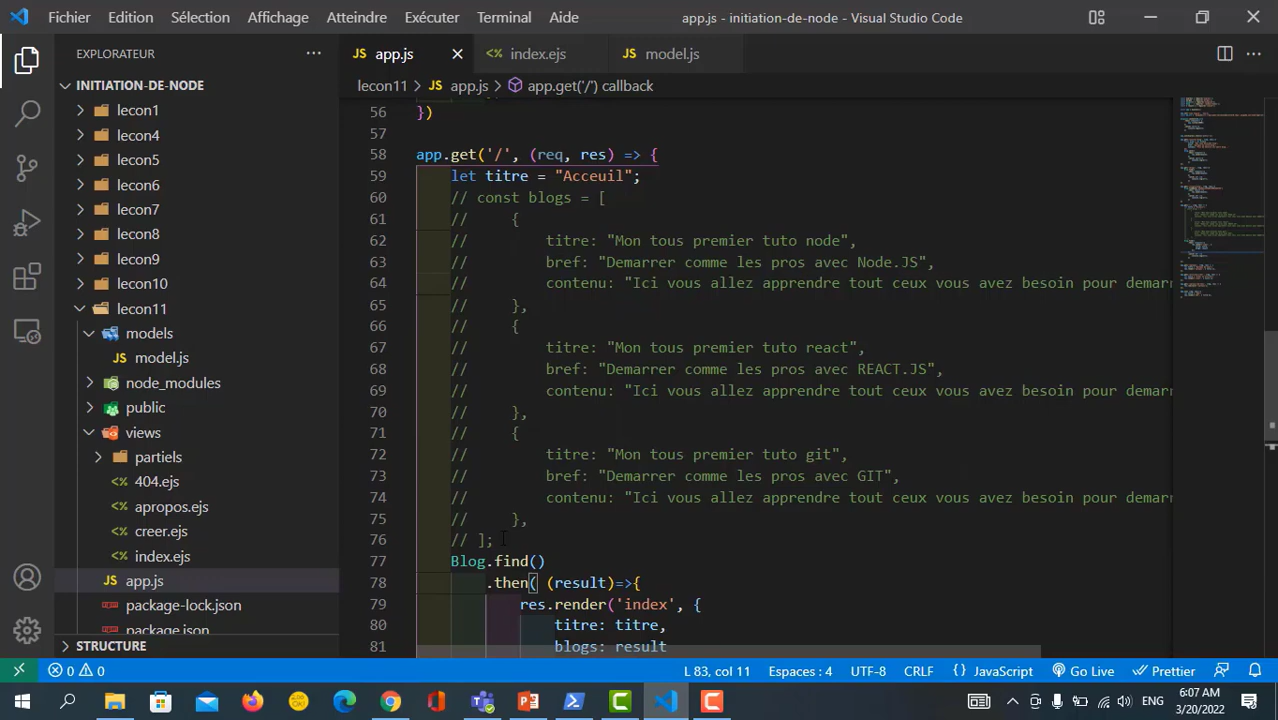 Fichier Edition Sélection Affichage Atteindre Exécuter Terminal Aide app.js - initiation-de-node - Visual Studio Code
EXPLORATEUR
INITIATION-DE-NODE
lecon1
lecon4
lecon5
lecon6
lecon7
lecon8
lecon9
lecon10
lecon11
models
JS model.js
node_modules
public
views
partiels
<% 404.ejs
<% apropos.ejs
<% creer.ejs
<% index.ejs
JS app.js
package-lock.json
package.json
STRUCTURE
JS app.js <% index.ejs JS model.js
lecon11 > JS app.js > app.get('/') callback
56 })
57
58 app.get('/', (req, res) => {
59 let titre = "Acceuil";
60 // const blogs = [
61 // {
62 // titre: "Mon tous premier tuto node",
63 // bref: "Demarrer comme les pros avec Node.JS",
64 // contenu: "Ici vous allez apprendre tout ceux vous avez besoin pour demarr
65 // },
66 // {
67 // titre: "Mon tous premier tuto react",
68 // bref: "Demarrer comme les pros avec REACT.JS",
69 // contenu: "Ici vous allez apprendre tout ceux vous avez besoin pour demarr
70 // },
71 // {
72 // titre: "Mon tous premier tuto git",
73 // bref: "Demarrer comme les pros avec GIT",
74 // contenu: "Ici vous allez apprendre tout ceux vous avez besoin pour demarr
75 // },
76 // ];
77 Blog.find()
78 .then( (result)=>{
79 res.render('index', {
80 titre: titre,
81 blogs: result
0 0 L 83, col 11 Espaces : 4 UTF-8 CRLF {} JavaScript Go Live Prettier
ENG 6:07 AM
3/20/2022